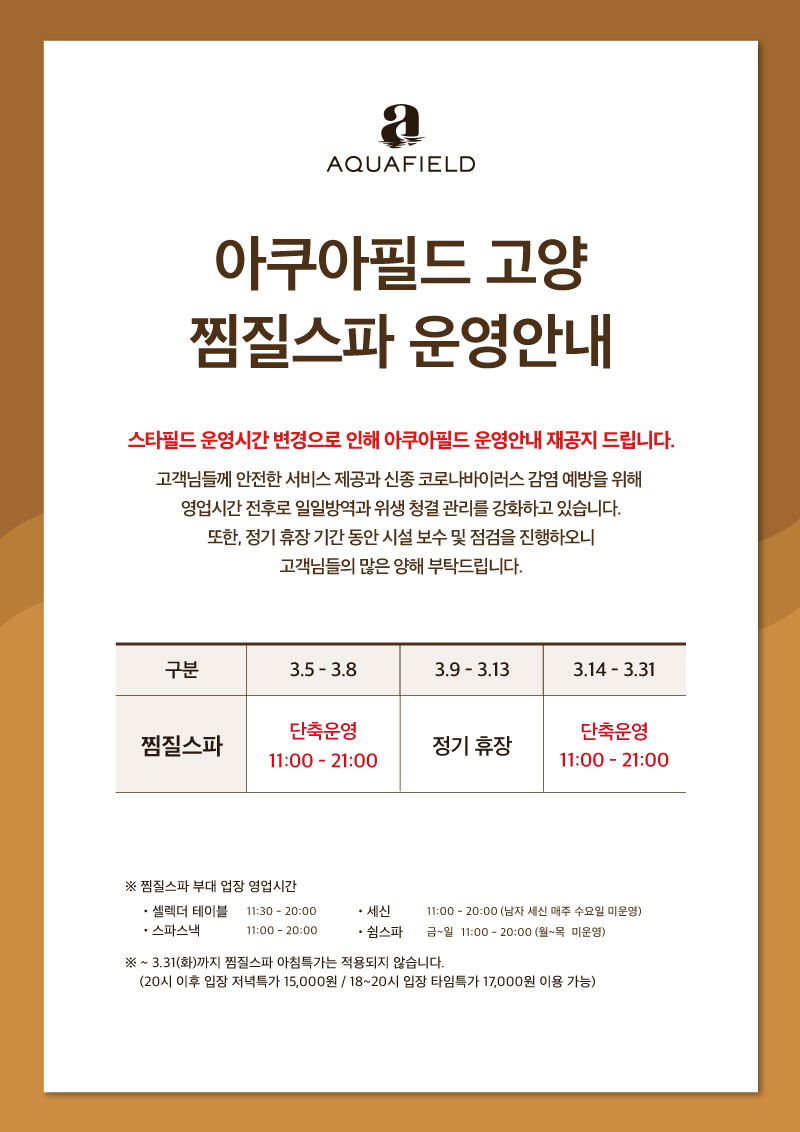 a
AQUAFIELD
아쿠아필드 고양
찜질스파 운영안내
스타필드 운영시간 변경으로 인해 아쿠아필드 운영안내 재공지 드립니다.
고객님들께 안전한 서비스 제공과 신종 코로나바이러스 감염 예방을 위해
영업시간 전후로 일일방역과 위생 청결 관리를 강화하고 있습니다.
또한, 정기 휴장 기간 동안 시설 보수 및 점검을 진행하오니
고객님들의 많은 양해 부탁드립니다.
구분 3.5 - 3.8 3.9 - 3.13 3.14 - 3.31
찜질스파 단축운영 11:00 - 21:00 정기 휴장 단축운영 11:00 - 21:00
※ 찜질스파 부대 업장 영업시간
・셀렉더 테이블 11:30 - 20:00 ・세신 11:00 - 20:00 (남자 세신 매주 수요일 미운영)
・스파스낵 11:00 - 20:00 ・쉼스파 금~일 11:00 - 20:00 (월~목 미운영)
※ ~ 3.31(화)까지 찜질스파 아침특가는 적용되지 않습니다.
(20시 이후 입장 저녁특가 15,000원 / 18~20시 입장 타임특가 17,000원 이용 가능)